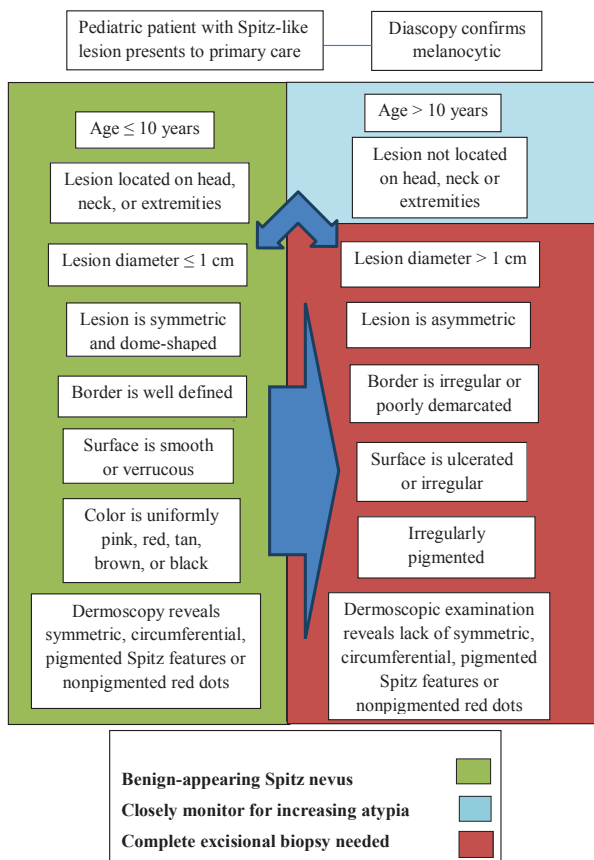 Pediatric patient with Spitz-like
lesion presents to primary care
Diascopy confirms
melanocytic
Age ≤ 10 years
Lesion located on head,
neck, or extremities
Lesion diameter ≤ 1 cm
Lesion is symmetric
and dome-shaped
Border is well defined
Surface is smooth
or verrucous
Color is uniformly
pink, red, tan,
brown, or black
Dermoscopy reveals
symmetric, circumferential,
pigmented Spitz features or
nonpigmented red dots
Age > 10 years
Lesion not located
on head, neck or
extremities
Lesion diameter > 1 cm
Lesion is asymmetric
Border is irregular or
poorly demarcated
Surface is ulcerated
or irregular
Irregularly
pigmented
Dermoscopic examination
reveals lack of symmetric,
circumferential, pigmented
Spitz features or
nonpigmented red dots
Benign-appearing Spitz nevus
Closely monitor for increasing atypia
Complete excisional biopsy needed